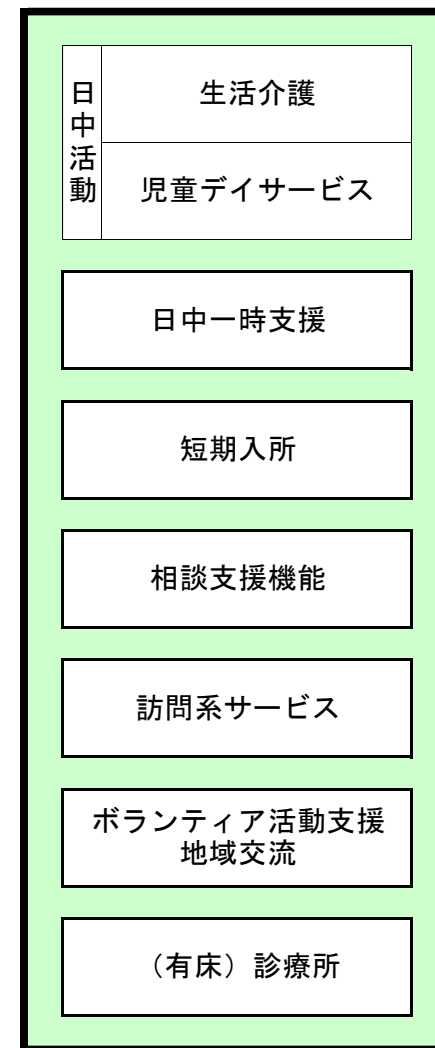 日中活動
生活介護
児童デイサービス
日中一時支援
短期入所
相談支援機能
訪問系サービス
ボランティア活動支援
地域交流
（有床）診療所